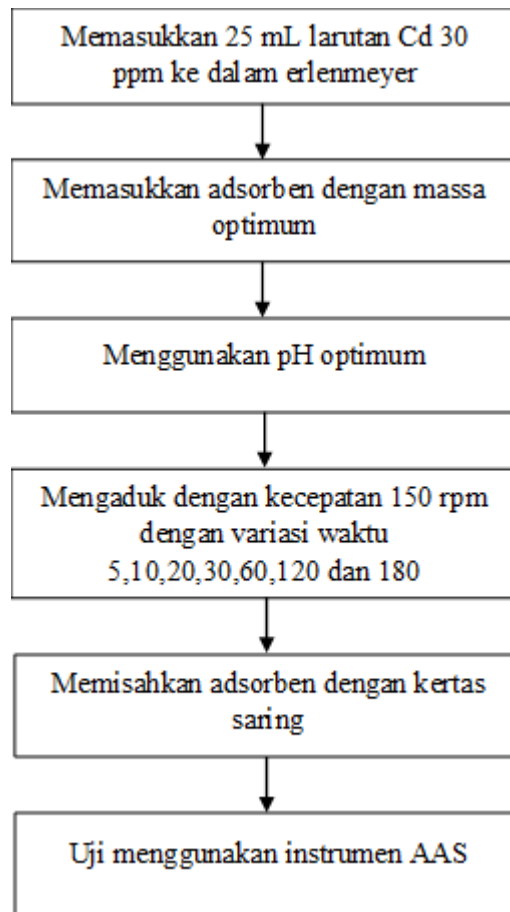 Memasukkan 25 mL larutan Cd 30
ppm ke dalam erlenmeyer
Memasukkan adsorben dengan massa
optimum
Menggunakan pH optimum
Mengaduk dengan kecepatan 150 rpm
dengan variasi waktu
5,10,20,30,60,120 dan 180
Memisahkan adsorben dengan kertas
saring
Uji menggunakan instrumen AAS